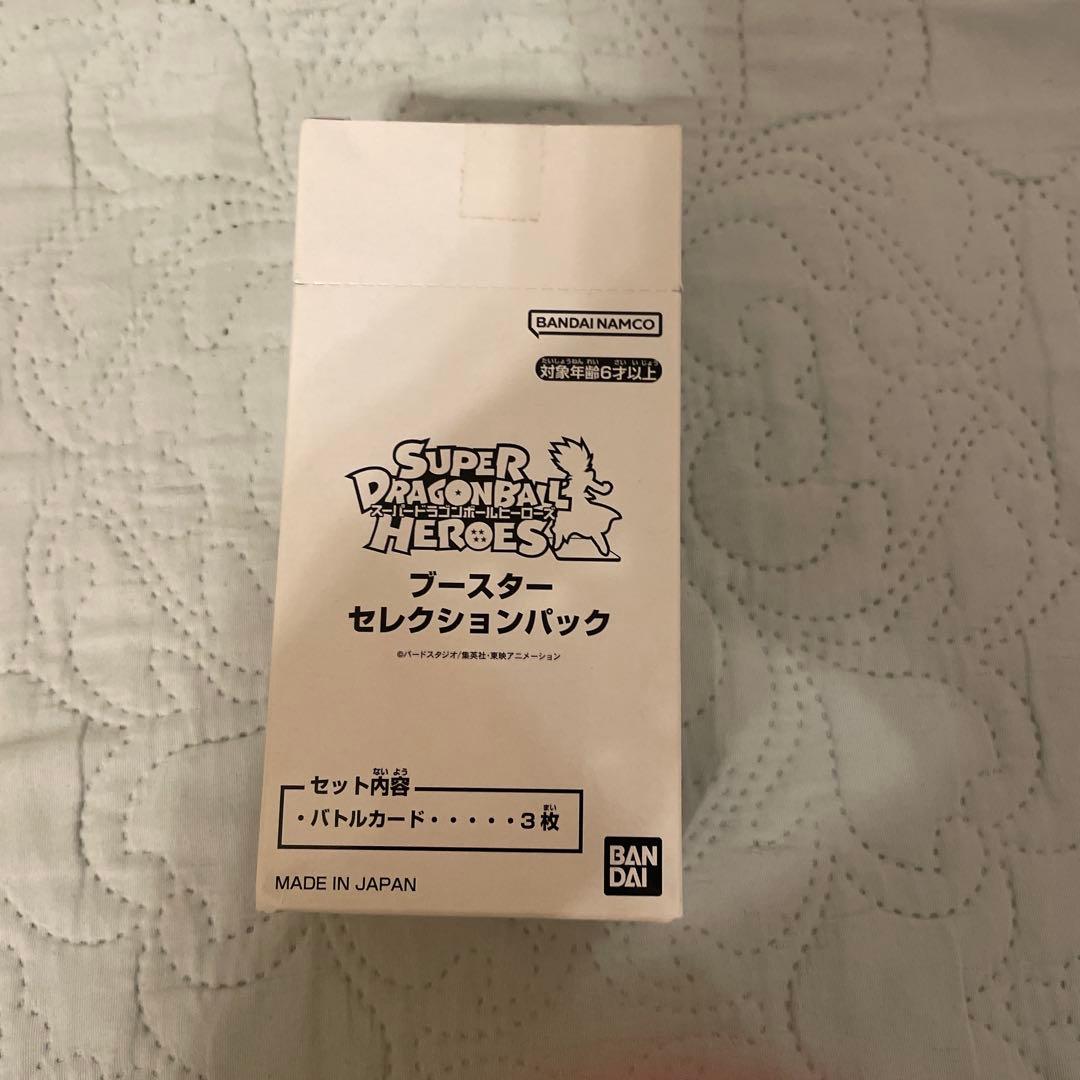 BANDAI NAMCO
たいしょうねんれい さいいじょう
対象年齢6才以上
SUPER
DRAGONBALL
スーパードラゴンボールヒーローズ
HEROES
ブースター
セレクションパック
©バードスタジオ/集英社・東映アニメーション
ないよう
セット内容
まい
・バトルカード・・・・・3枚
BAN
DAI
MADE IN JAPAN